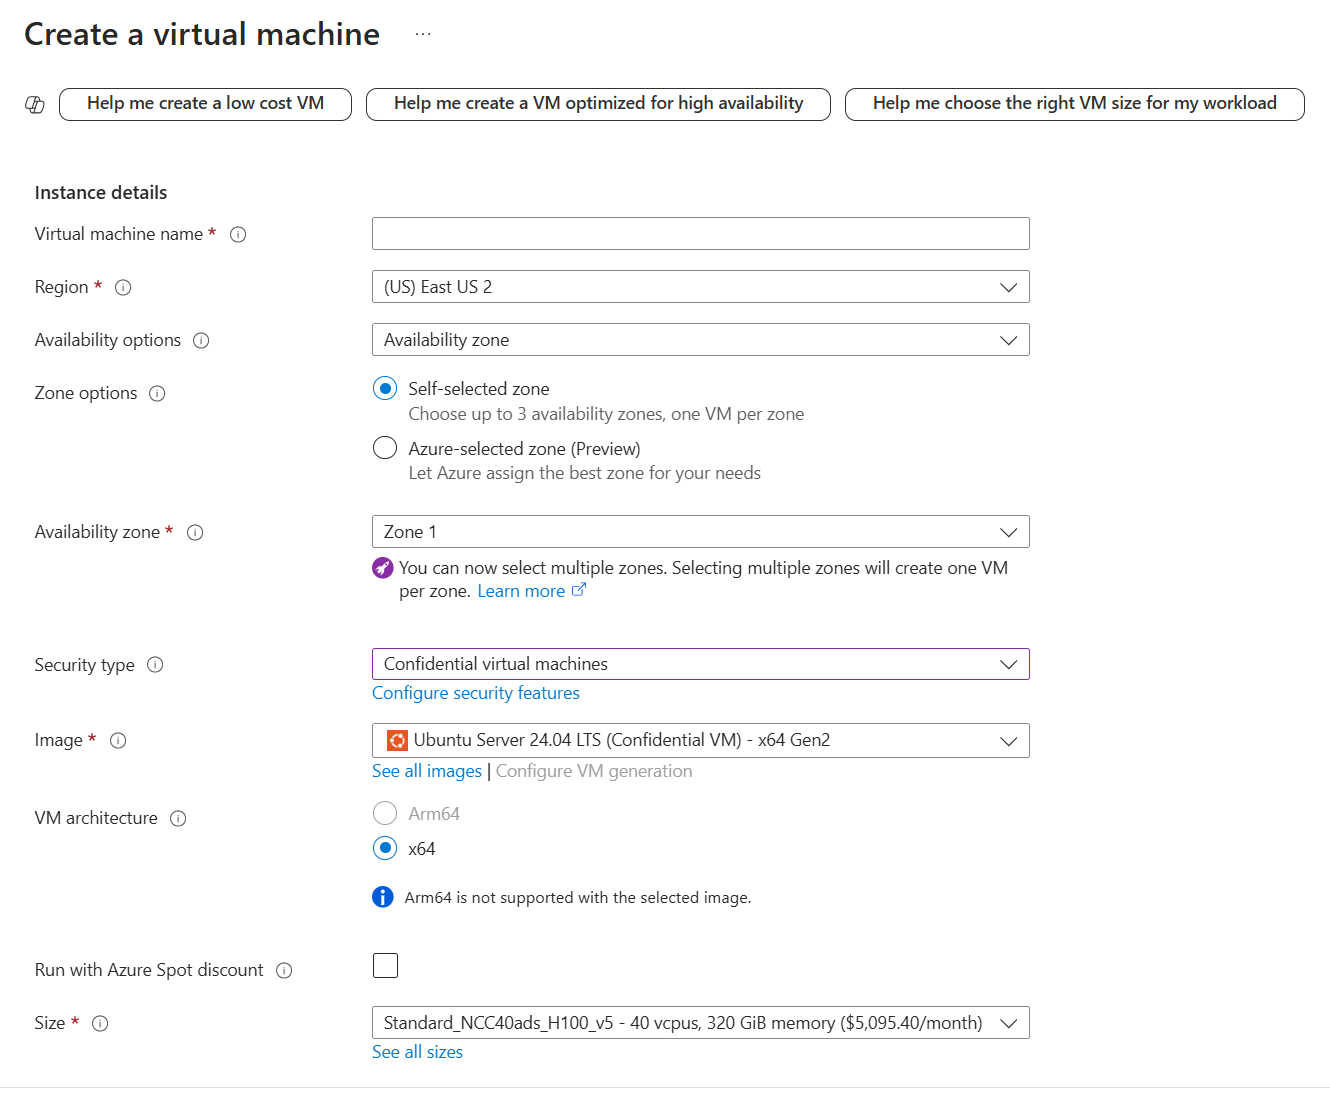 Create a virtual machine ...
Help me create a low cost VM
Help me create a VM optimized for high availability
Help me choose the right VM size for my workload
Instance details
Virtual machine name *
Region *
(US) East US 2
Availability options
Availability zone
Zone options
Self-selected zone
Choose up to 3 availability zones, one VM per zone
Azure-selected zone (Preview)
Let Azure assign the best zone for your needs
Availability zone *
Zone 1
You can now select multiple zones. Selecting multiple zones will create one VM
per zone. Learn more
Security type
Confidential virtual machines
Configure security features
Image *
Ubuntu Server 24.04 LTS (Confidential VM) - x64 Gen2
See all images | Configure VM generation
VM architecture
Arm64
x64
Arm64 is not supported with the selected image.
Run with Azure Spot discount
Size *
Standard_NCC40ads_H100_v5 - 40 vcpus, 320 GiB memory ($5,095.40/month)
See all sizes